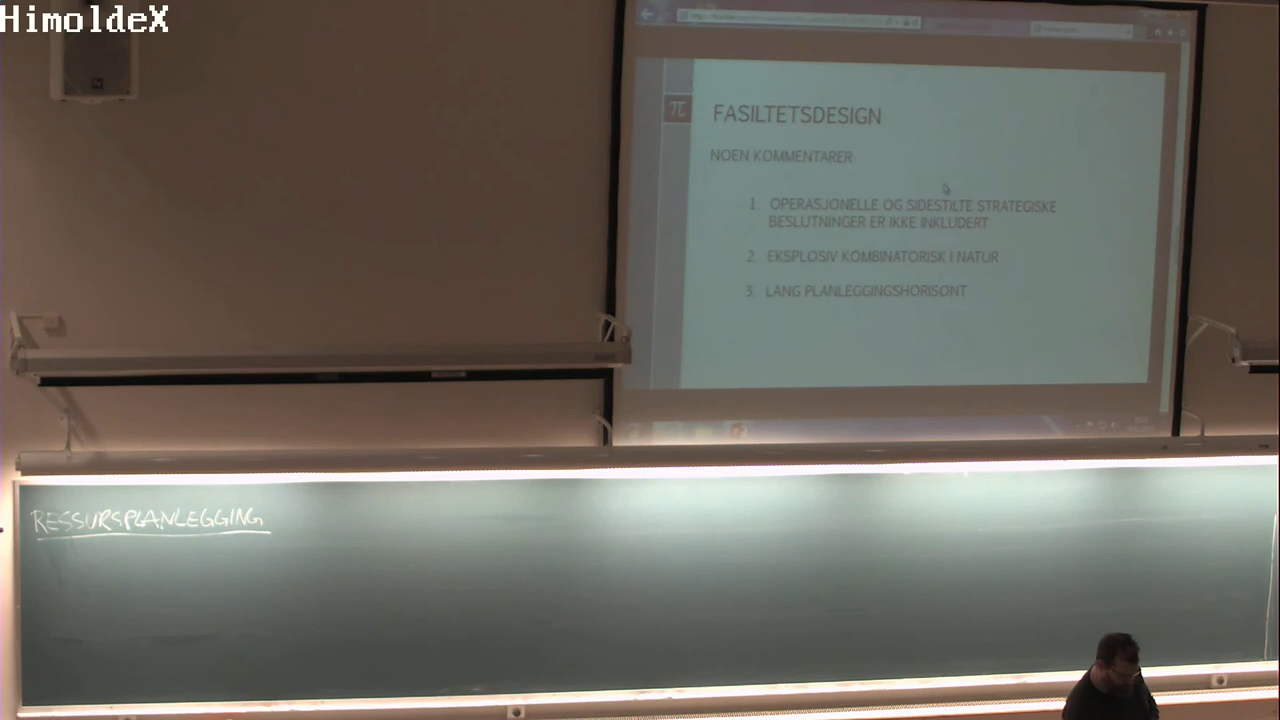 HimoldeX
π
FASILTETSDESIGN
NOEN KOMMENTARER
1. OPERASJONELLE OG SIDESTILTE STRATEGISKE
BESLUTNINGER ER IKKE INKLUDERT
2. EKSPLOSIV KOMBINATORISK I NATUR
3. LANG PLANLEGGINGSHORISONT
RESSURSPLANLEGGING